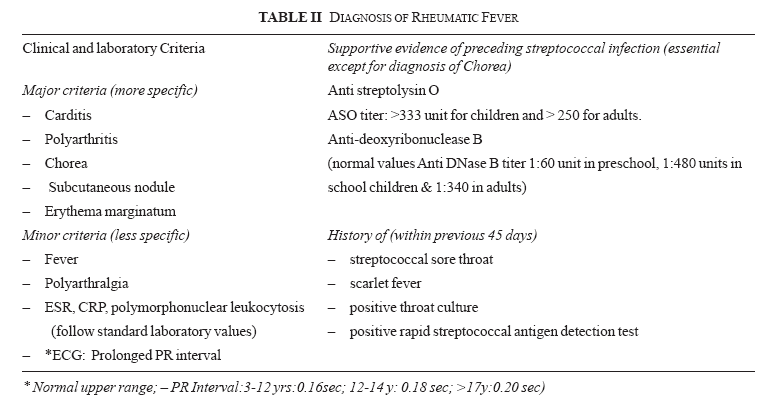 TABLE II DIAGNOSIS OF RHEUMATIC FEVER
Clinical and laboratory Criteria
Supportive evidence of preceding streptococcal infection (essential
except for diagnosis of Chorea)
Major criteria (more specific)
Anti streptolysin O
– Carditis
ASO titer: >333 unit for children and > 250 for adults.
– Polyarthritis
Anti-deoxyribonuclease B
– Chorea
(normal values Anti DNase B titer 1:60 unit in preschool, 1:480 units in
– Subcutaneous nodule
school children & 1:340 in adults)
– Erythema marginatum
Minor criteria (less specific)
History of (within previous 45 days)
– Fever
– streptococcal sore throat
– Polyarthralgia
– scarlet fever
– ESR, CRP, polymorphonuclear leukocytosis
– positive throat culture
(follow standard laboratory values)
– positive rapid streptococcal antigen detection test
– *ECG: Prolonged PR interval
* Normal upper range; – PR Interval:3-12 yrs:0.16sec; 12-14 y: 0.18 sec; >17y:0.20 sec)